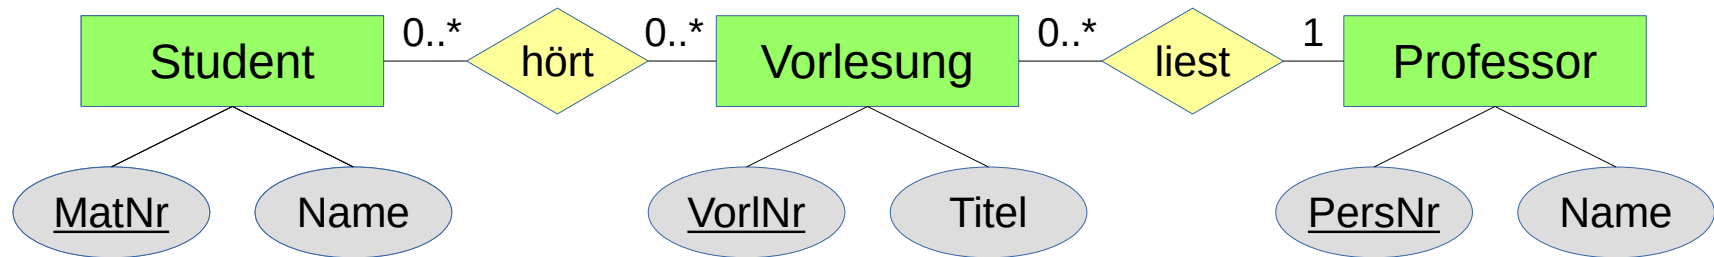 Student 0..* hört 0..* Vorlesung 0..* liest 1 Professor
MatNr Name VorlNr Titel PersNr Name